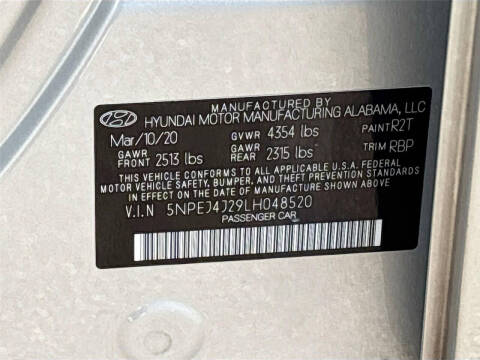 MANUFACTURED BY
HYUNDAI MOTOR MANUFACTURING ALABAMA, LLC
Mar/10/20 GVWR 4354 lbs PAINT R2T
GAWR FRONT 2513 lbs GAWR REAR 2315 lbs TRIM RBP
THIS VEHICLE CONFORMS TO ALL APPLICABLE U.S.A. FEDERAL
MOTOR VEHICLE SAFETY, BUMPER, AND THEFT PREVENTION STANDARDS
IN EFFECT ON THE DATE OF MANUFACTURE SHOWN ABOVE.
V.I.N 5NPEJ4J29LH048520
PASSENGER CAR